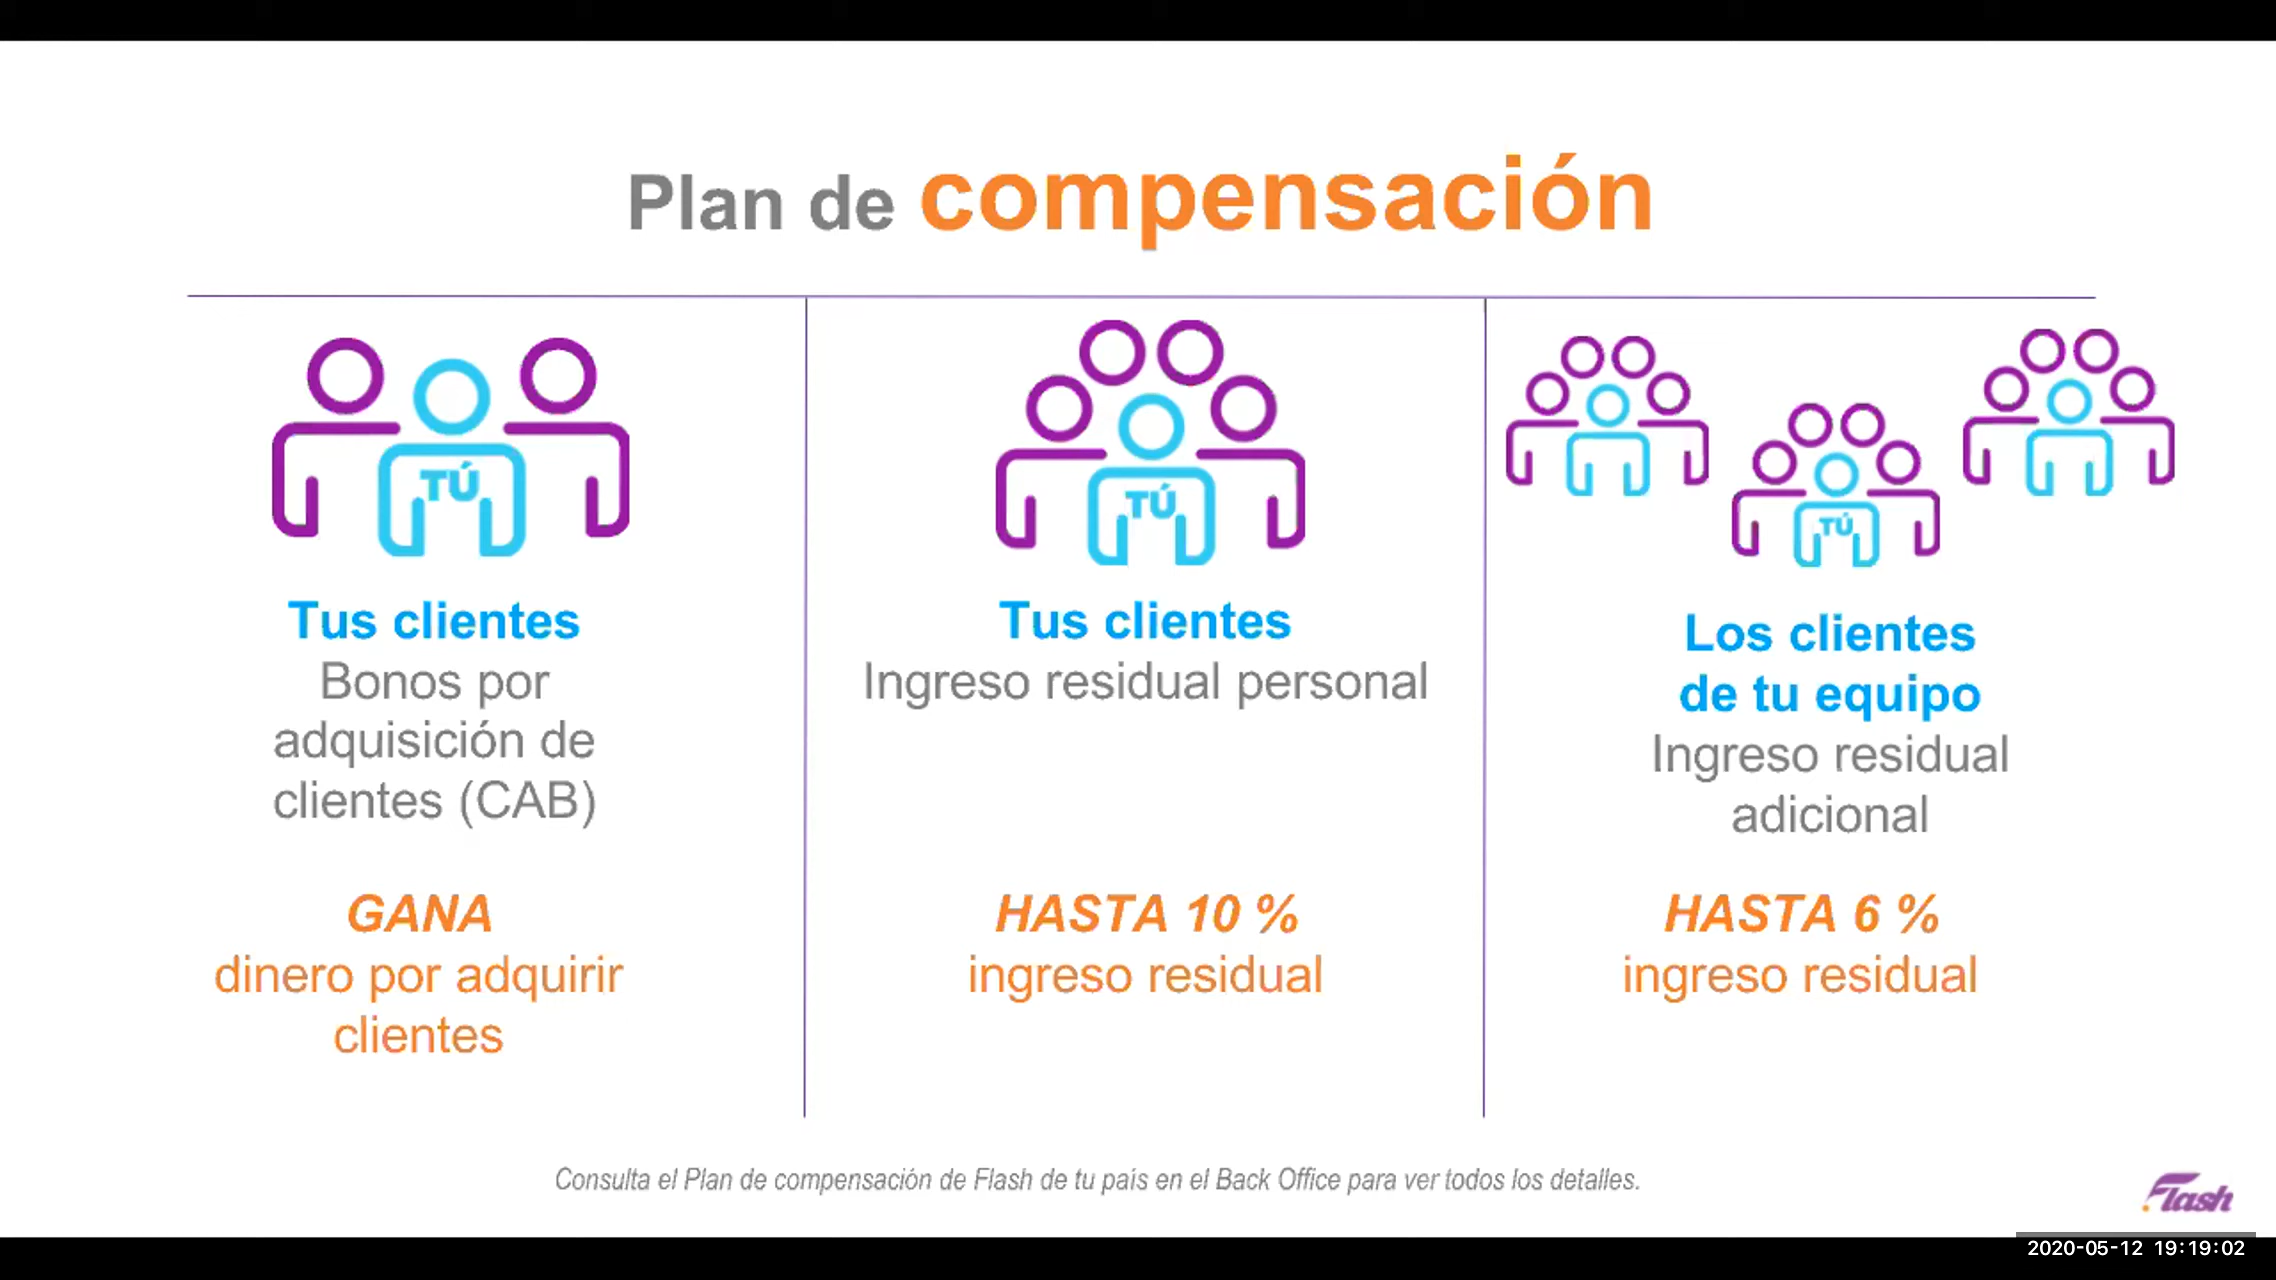 Plan de compensación
TÚ
Tus clientes
Bonos por
adquisición de
clientes (CAB)
GANA
dinero por adquirir
clientes
TÚ
Tus clientes
Ingreso residual personal
HASTA 10 %
ingreso residual
TÚ
Los clientes
de tu equipo
Ingreso residual
adicional
HASTA 6 %
ingreso residual
Consulta el Plan de compensación de Flash de tu país en el Back Office para ver todos los detalles.
Flash
2020-05-12 19:19:02